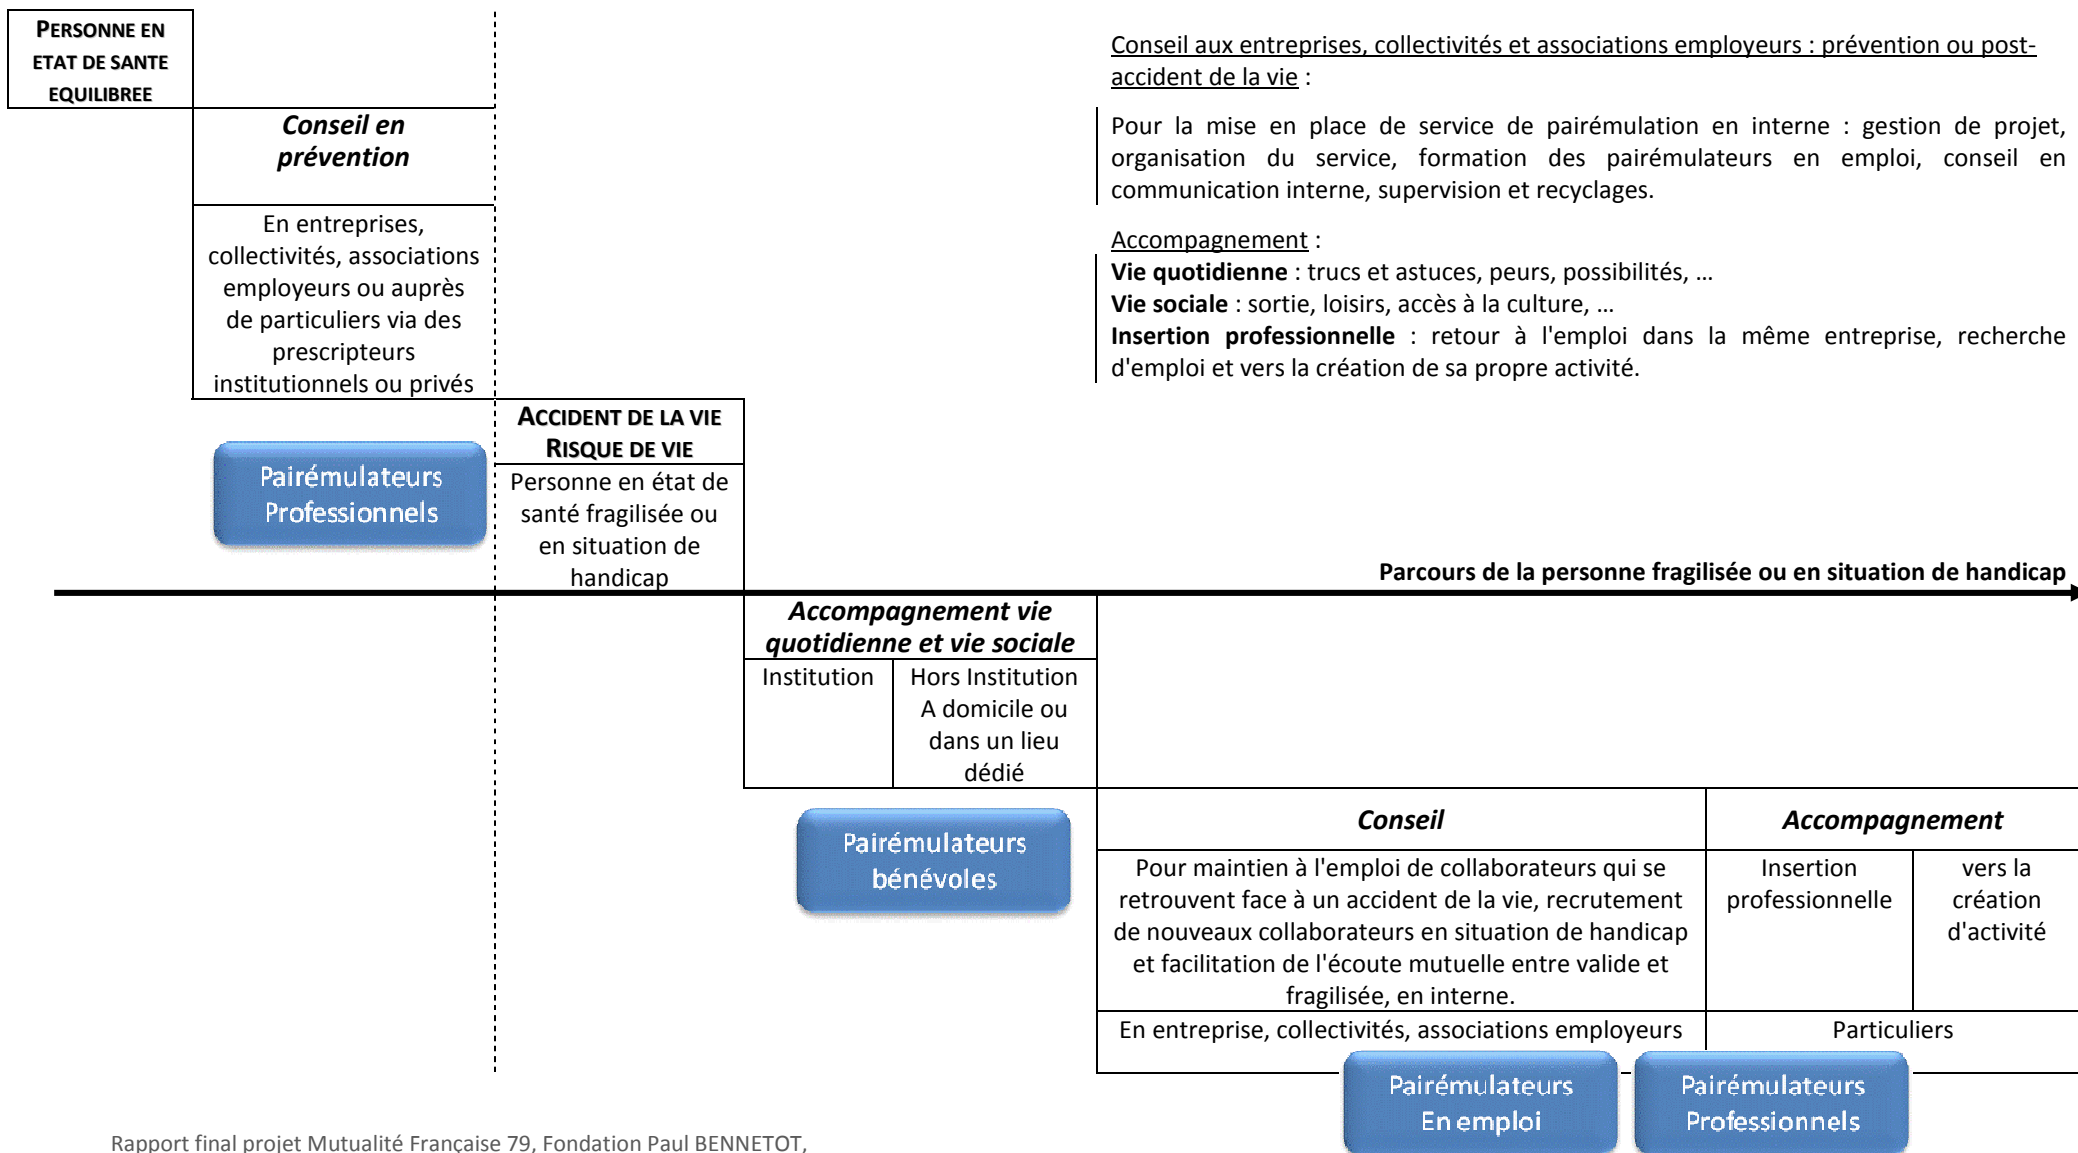 PERSONNE EN
ETAT DE SANTE
EQUILIBREE
Conseil en
prévention
En entreprises,
collectivités, associations
employeurs ou auprès
de particuliers via des
prescripteurs
institutionnels ou privés
Pairémulateurs
Professionnels
ACCIDENT DE LA VIE
RISQUE DE VIE
Personne en état de
santé fragilisée ou
en situation de
handicap
Conseil aux entreprises, collectivités et associations employeurs : prévention ou post-
accident de la vie :
Pour la mise en place de service de pairémulation en interne : gestion de projet,
organisation du service, formation des pairémulateurs en emploi, conseil en
communication interne, supervision et recyclages.
Accompagnement :
Vie quotidienne : trucs et astuces, peurs, possibilités, …
Vie sociale : sortie, loisirs, accès à la culture, …
Insertion professionnelle : retour à l'emploi dans la même entreprise, recherche
d'emploi et vers la création de sa propre activité.
Parcours de la personne fragilisée ou en situation de handicap
Accompagnement vie
quotidienne et vie sociale
Institution
Hors Institution
A domicile ou
dans un lieu
dédié
Pairémulateurs
bénévoles
Conseil
Pour maintien à l'emploi de collaborateurs qui se
retrouvent face à un accident de la vie, recrutement
de nouveaux collaborateurs en situation de handicap
et facilitation de l'écoute mutuelle entre valide et
fragilisée, en interne.
En entreprise, collectivités, associations employeurs
Accompagnement
Insertion
professionnelle
vers la
création
d'activité
Particuliers
Pairémulateurs
En emploi
Pairémulateurs
Professionnels
Rapport final projet Mutualité Française 79, Fondation Paul BENNETOT,